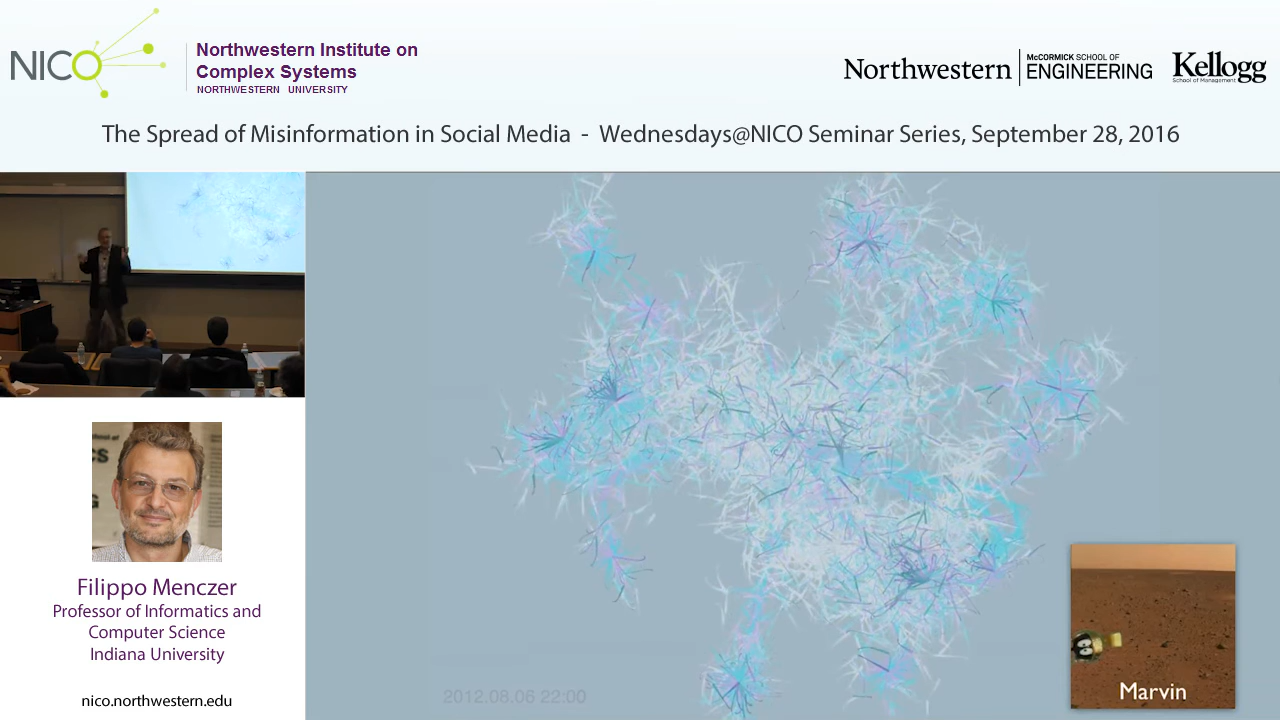 NICO
Northwestern Institute on
Complex Systems
NORTHWESTERN UNIVERSITY
Northwestern
McCORMICK SCHOOL OF
ENGINEERING
Kellogg
School of Management
The Spread of Misinformation in Social Media - Wednesdays@NICO Seminar Series, September 28, 2016
Filippo Menczer
Professor of Informatics and
Computer Science
Indiana University
nico.northwestern.edu
2012.08.06 22:00
Marvin